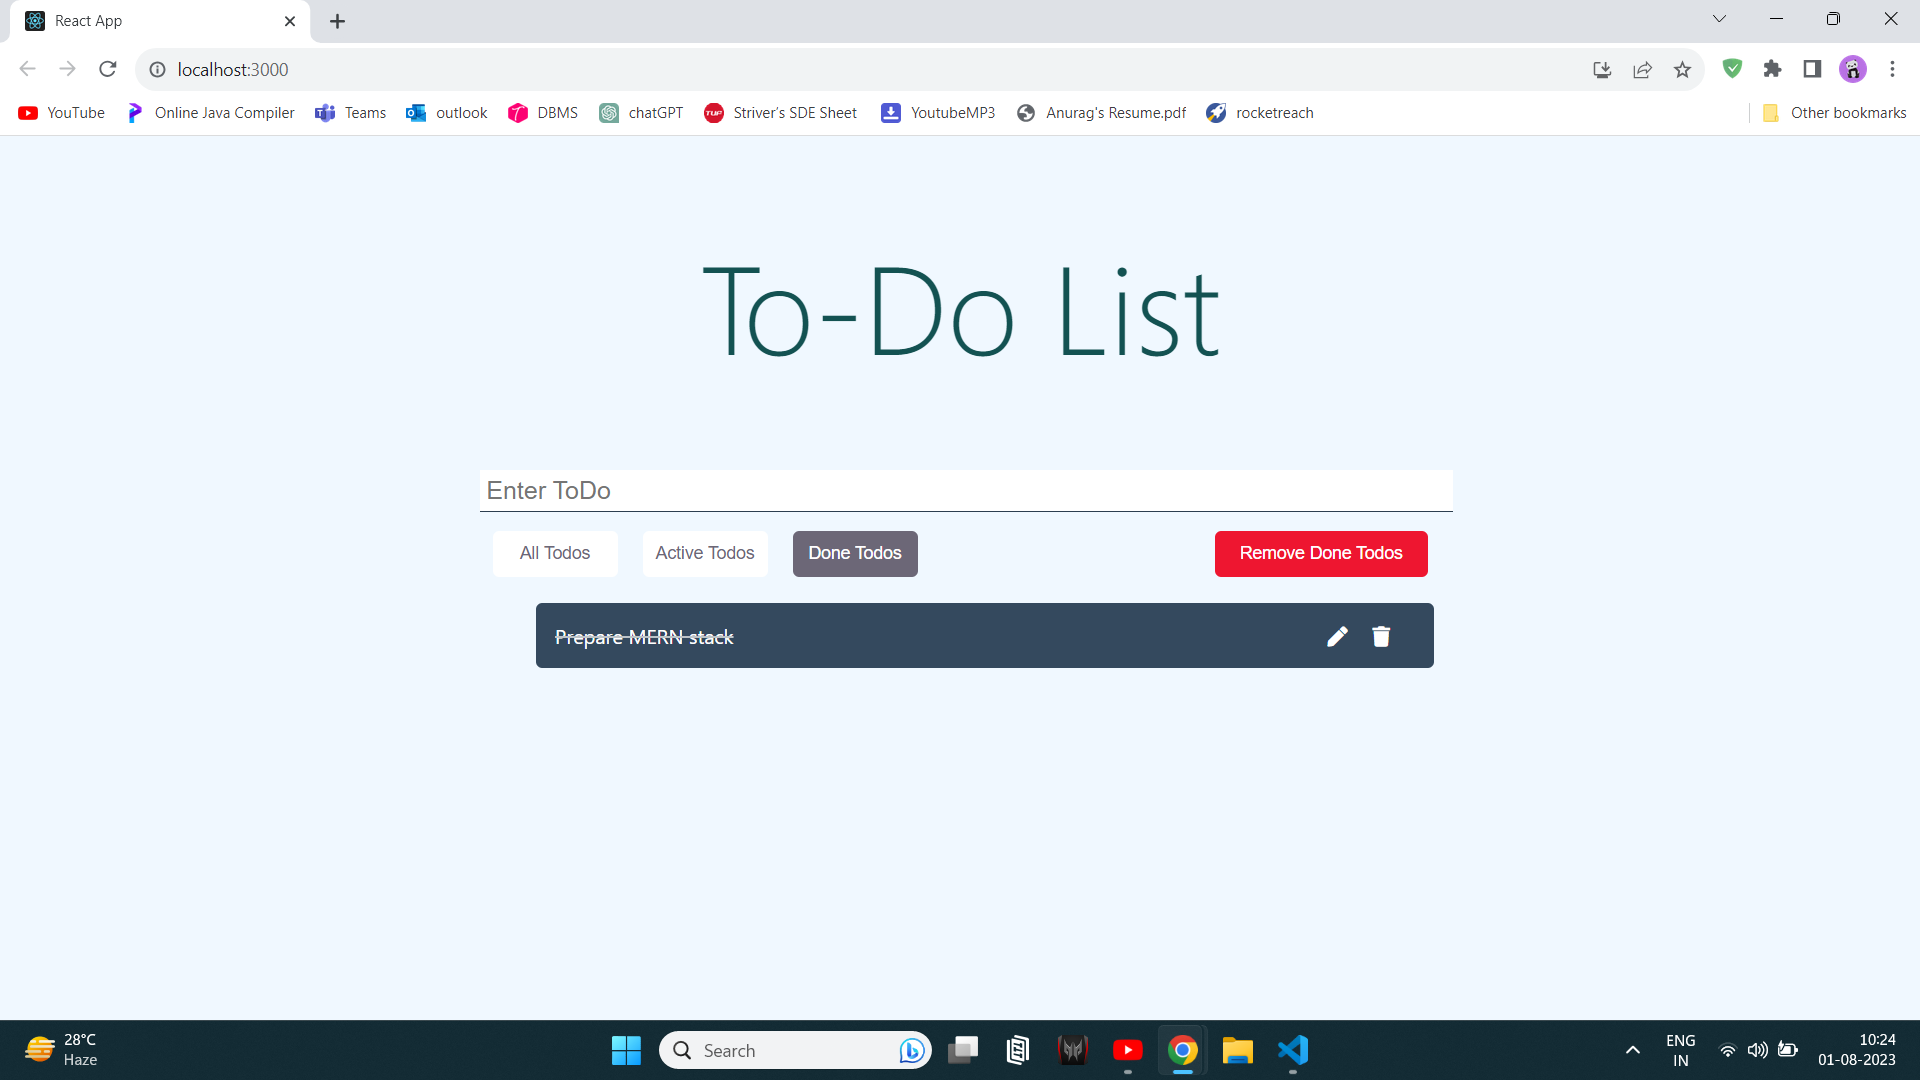 React App
localhost:3000
YouTube Online Java Compiler Teams outlook DBMS chatGPT Striver's SDE Sheet YoutubeMP3 Anurag's Resume.pdf rocketreach Other bookmarks
To-Do List
Enter ToDo
All Todos Active Todos Done Todos Remove Done Todos
Prepare MERN stack
28°C
Haze
Search
ENG
IN
10:24
01-08-2023